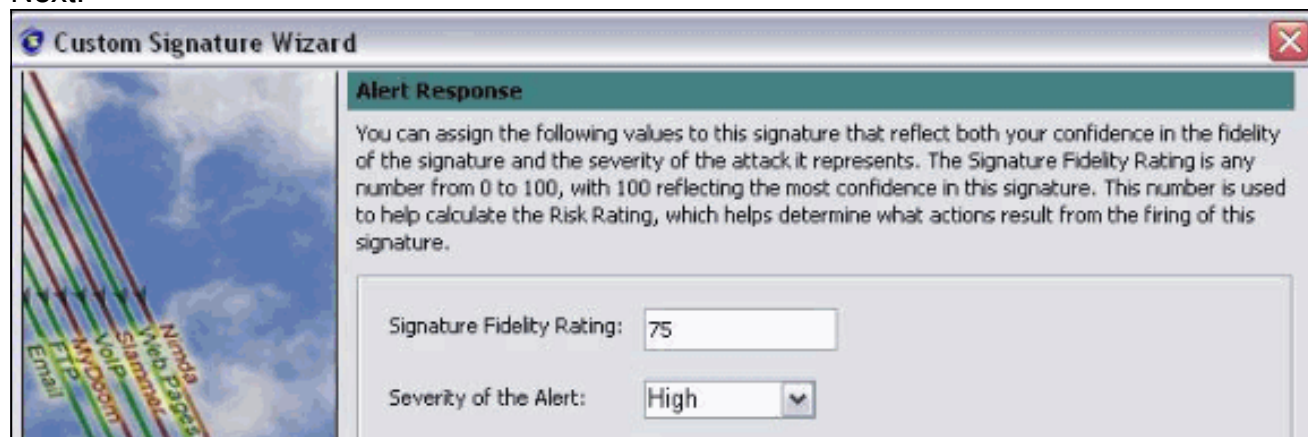 Next.
Custom Signature Wizard
Alert Response
You can assign the following values to this signature that reflect both your confidence in the fidelity
of the signature and the severity of the attack it represents. The Signature Fidelity Rating is any
number from 0 to 100, with 100 reflecting the most confidence in this signature. This number is used
to help calculate the Risk Rating, which helps determine what actions result from the firing of this
signature.
Signature Fidelity Rating: 75
Severity of the Alert: High
Nimda
Web Pages
Slammer
VoIP
MyDoom
FTP
Email